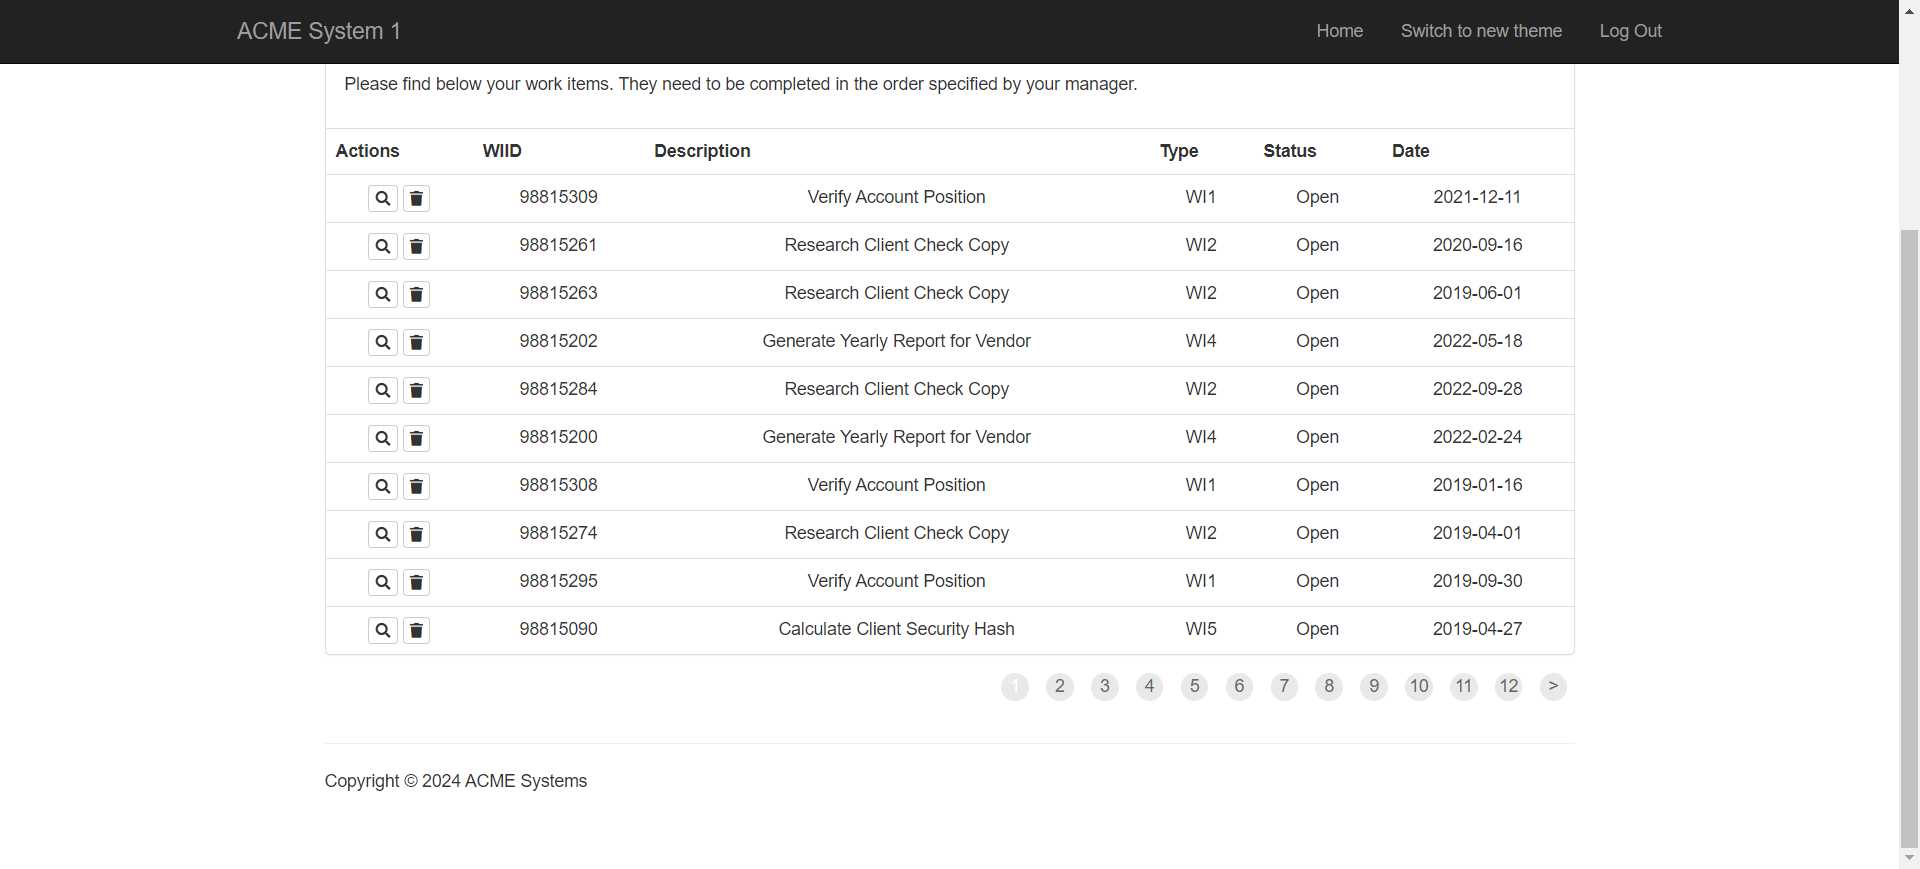 ACME System 1 Home Switch to new theme Log Out
Please find below your work items. They need to be completed in the order specified by your manager.
Actions WIID Description Type Status Date
98815309 Verify Account Position WI1 Open 2021-12-11
98815261 Research Client Check Copy WI2 Open 2020-09-16
98815263 Research Client Check Copy WI2 Open 2019-06-01
98815202 Generate Yearly Report for Vendor WI4 Open 2022-05-18
98815284 Research Client Check Copy WI2 Open 2022-09-28
98815200 Generate Yearly Report for Vendor WI4 Open 2022-02-24
98815308 Verify Account Position WI1 Open 2019-01-16
98815274 Research Client Check Copy WI2 Open 2019-04-01
98815295 Verify Account Position WI1 Open 2019-09-30
98815090 Calculate Client Security Hash WI5 Open 2019-04-27
1 2 3 4 5 6 7 8 9 10 11 12 >
Copyright © 2024 ACME Systems